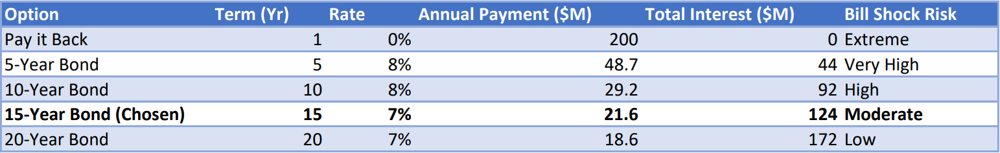 Option Term (Yr) Rate Annual Payment ($M) Total Interest ($M) Bill Shock Risk
Pay it Back 1 0% 200 0 Extreme
5-Year Bond 5 8% 48.7 44 Very High
10-Year Bond 10 8% 29.2 92 High
15-Year Bond (Chosen) 15 7% 21.6 124 Moderate
20-Year Bond 20 7% 18.6 172 Low